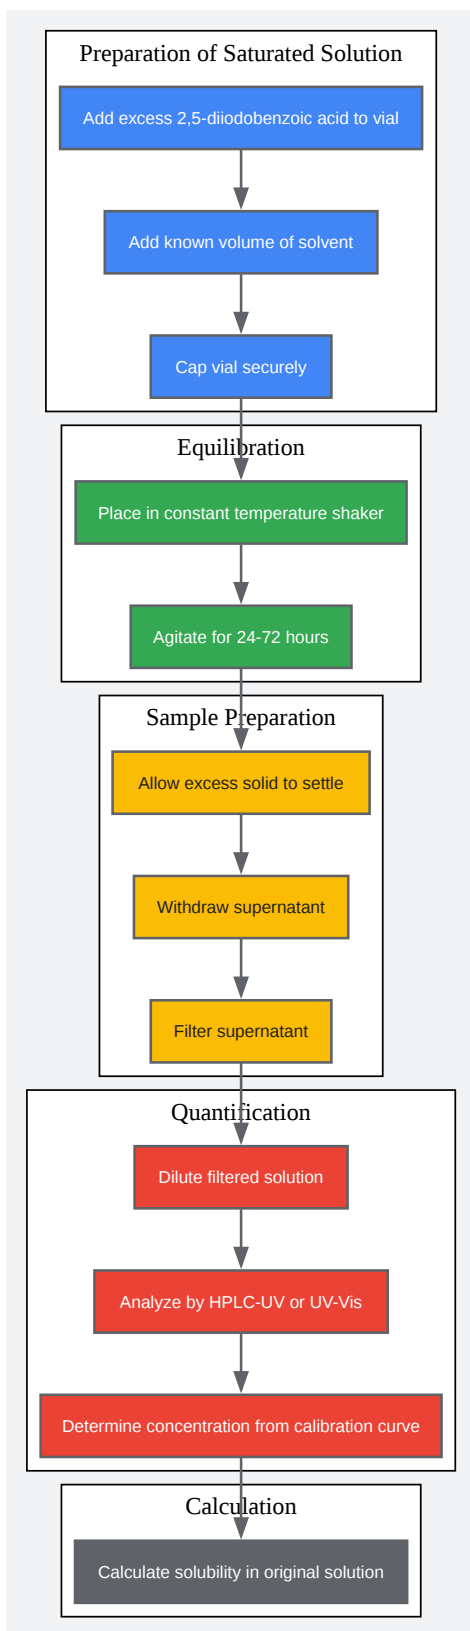 Preparation of Saturated Solution
Add excess 2,5-diiodobenzoic acid to vial
Add known volume of solvent
Cap vial securely
Equilibration
Place in constant temperature shaker
Agitate for 24-72 hours
Sample Preparation
Allow excess solid to settle
Withdraw supernatant
Filter supernatant
Quantification
Dilute filtered solution
Analyze by HPLC-UV or UV-Vis
Determine concentration from calibration curve
Calculation
Calculate solubility in original solution